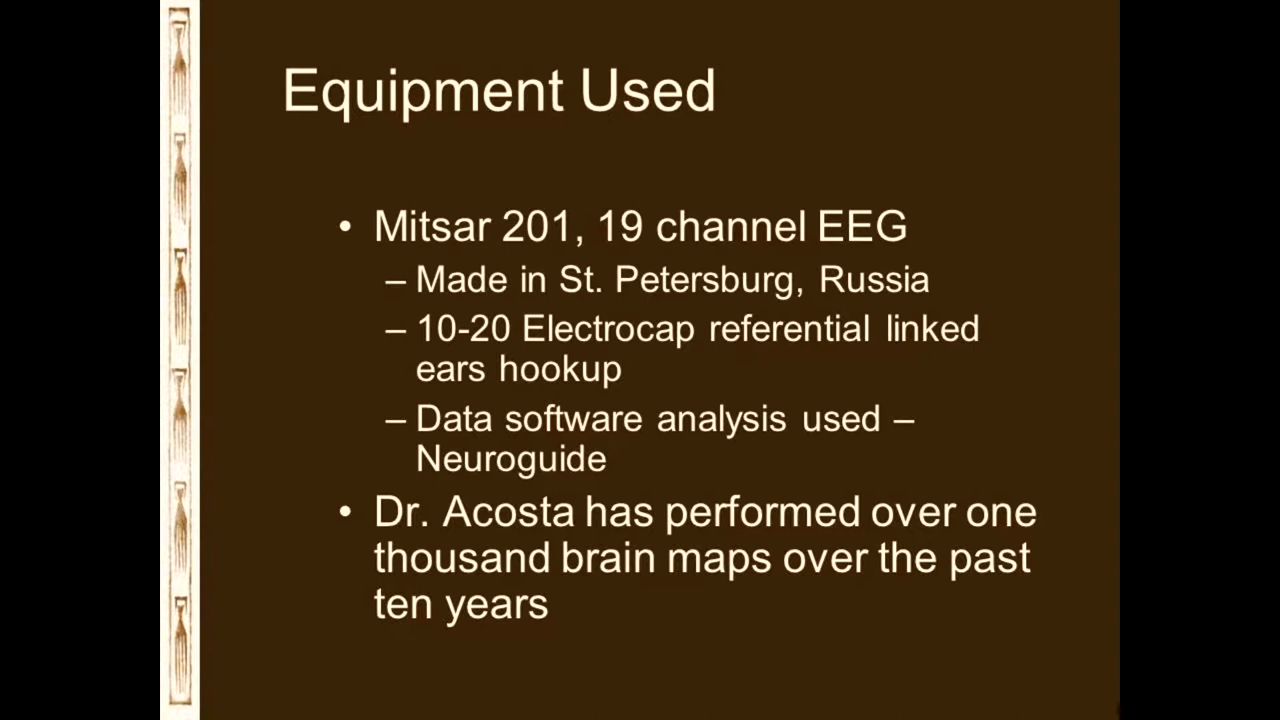 Equipment Used
• Mitsar 201, 19 channel EEG
– Made in St. Petersburg, Russia
– 10-20 Electrocap referential linked
ears hookup
– Data software analysis used –
Neuroguide
• Dr. Acosta has performed over one
thousand brain maps over the past
ten years